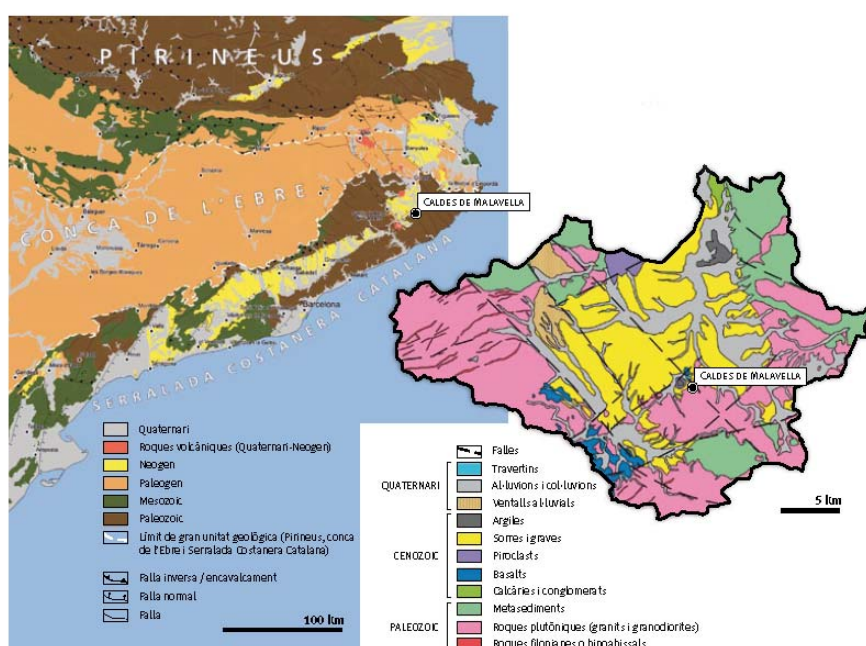 PIRINEUS
CONCA DE L'EBRE
SERRALADA COSTANERA CATALANA
CALDES DE MALAVELLA
Barcelona
Quaternari
Roques volcàniques (Quaternari-Neogen)
Neogen
Paleogen
Mesozoic
Paleozoic
Límit de gran unitat geològica (Pirineus, conca
de l'Ebre i Serralada Costanera Catalana)
Falla inversa / encavalcament
Falla normal
Falla
100 km
CALDES DE MALAVELLA
5 km
Falles
QUATERNARI
Travertins
Al·luvions i col·luvions
Ventalls al·luvials
CENOZOIC
Argiles
Sorres i graves
Piroclasts
Basalts
Calcàries i conglomerats
PALEOZOIC
Metasediments
Roques plutòniques (granits i granodiorites)
Roques filonianes o hipoabissals